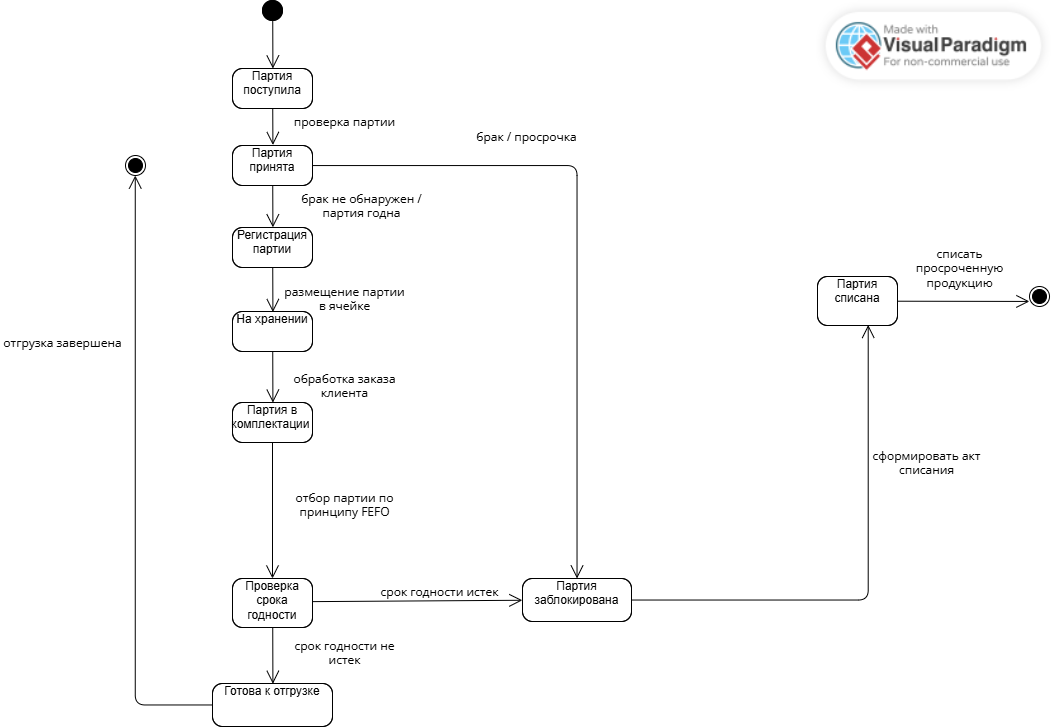 Made with
VisualParadigm
For non-commercial use
Партия
поступила
проверка партии
брак / просрочка
Партия
принята
брак не обнаружен /
партия годна
Регистрация
партии
размещение партии
в ячейке
На хранении
списать
просроченную
продукцию
Партия
списана
отгрузка завершена
обработка заказа
клиента
Партия в
комплектации
сформировать акт
списания
отбор партии по
принципу FEFO
Проверка
срока
годности
срок годности истек
Партия
заблокирована
срок годности не
истек
Готова к отгрузке